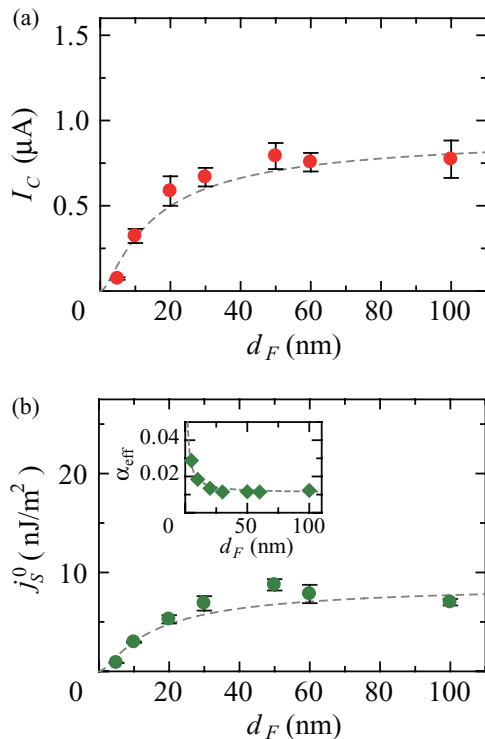 (a)
1.5
1.0
0.5
0
I_C (μA)
20 40 60 80 100
d_F (nm)
(b)
20
10
0
j_S^0 ( nJ/m^2 )
0.04
0.02
α_eff
0 50 100
d_F (nm)
20 40 60 80 100
d_F (nm)